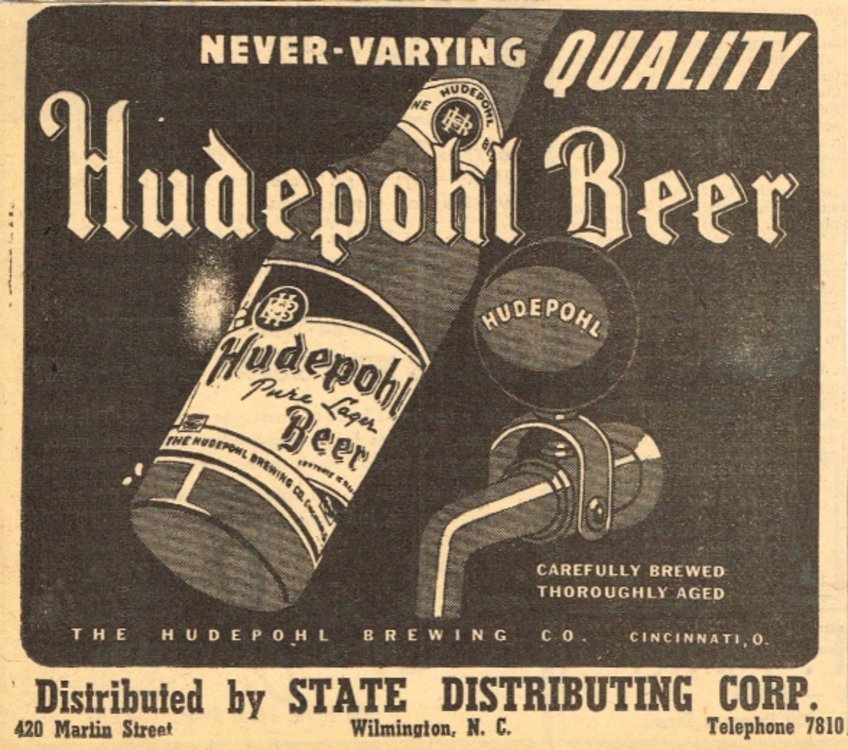 NEVER-VARYING QUALITY
Hudepohl Beer
HUDEPOHL
HUDEPOHL
Hudepohl
Pure Lager
Beer
THE HUDEPOHL BREWING CO.
CAREFULLY BREWED
THOROUGHLY AGED
THE HUDEPOHL BREWING CO. CINCINNATI, O.
Distributed by STATE DISTRIBUTING CORP.
420 Martin Street Wilmington, N. C. Telephone 7810